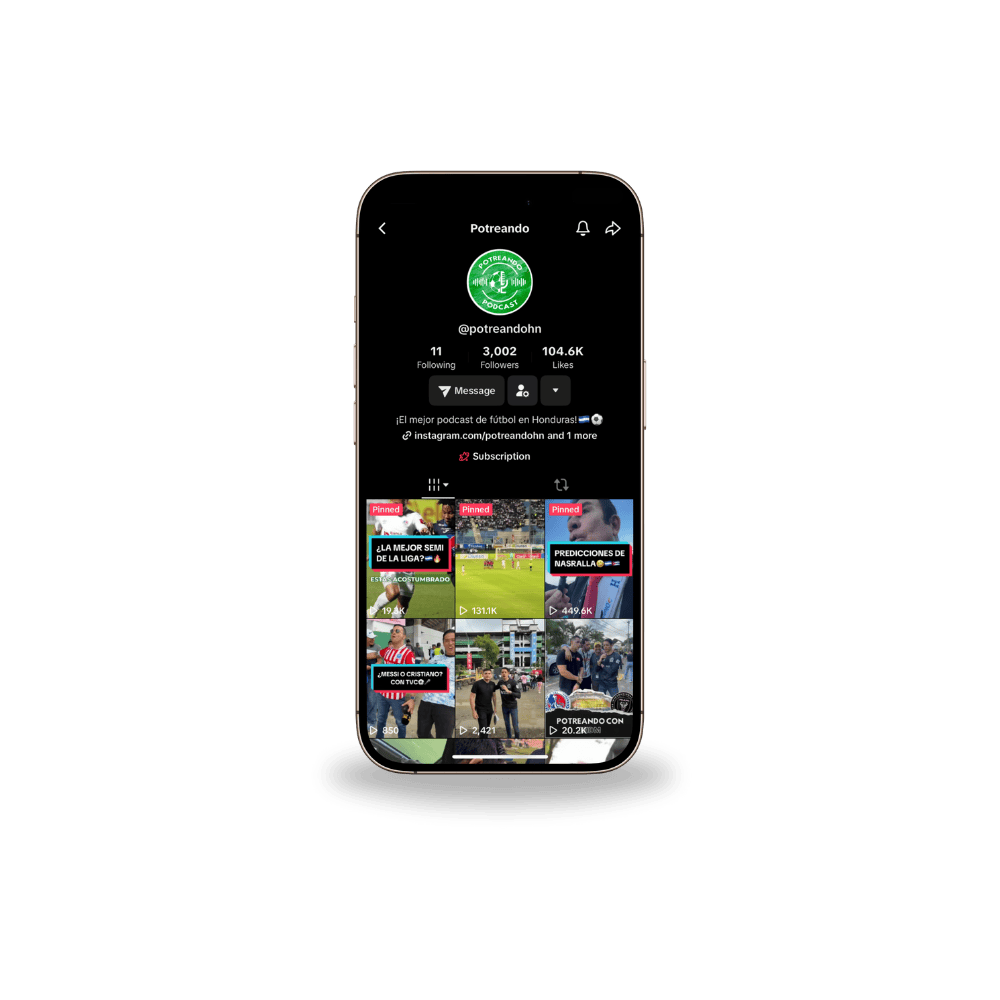 Potreando
POTREANDO
PODCAST
@potreandohn
11 3,002 104.6K
Following Followers Likes
Message
¡El mejor podcast de fútbol en Honduras!
instagram.com/potreandohn and 1 more
Subscription
Pinned
¿LA MEJOR SEMI
DE LA LIGA?
ESTAS ACOSTUMBRADO
19.8K
Pinned
131.1K
Pinned
PREDICCIONES DE
NASRALLA
449.6K
¿MESSI O CRISTIANO?
CON TVC
850
2,421
POTREANDO CON
20.2K